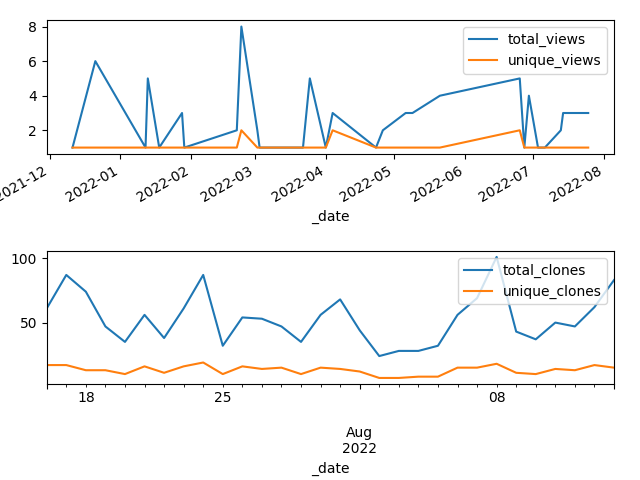 8
6
4
2
total_views
unique_views
2021-12
2022-01
2022-02
2022-03
2022-04
2022-05
2022-06
2022-07
2022-08
_date
100
50
total_clones
unique_clones
18
25
08
Aug
2022
_date